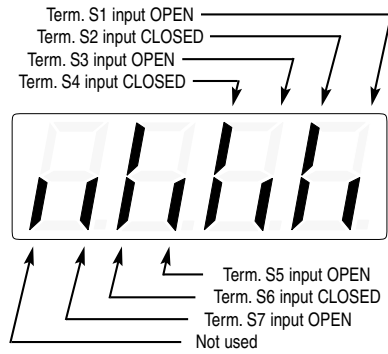 Term. S1 input OPEN
Term. S2 input CLOSED
Term. S3 input OPEN
Term. S4 input CLOSED
Term. S5 input OPEN
Term. S6 input CLOSED
Term. S7 input OPEN
Not used